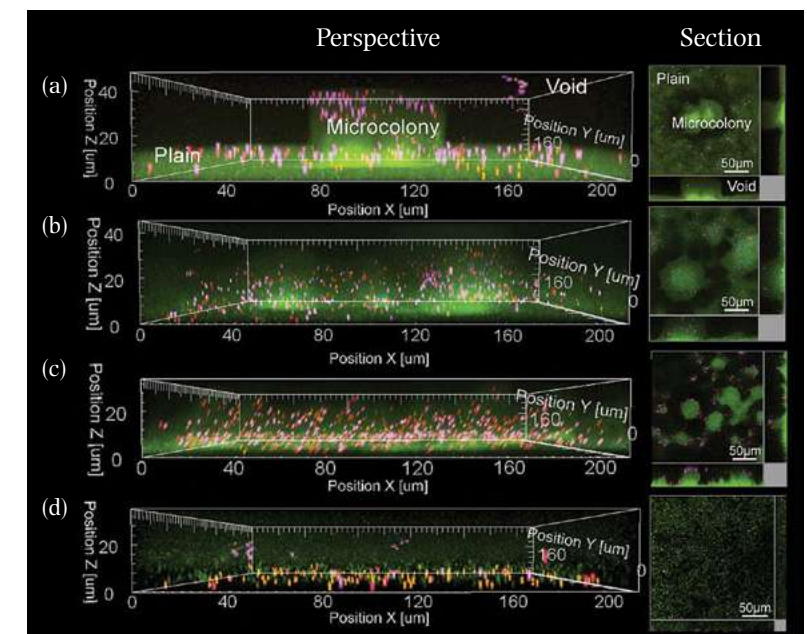 Perspective
Section
(a)
Position Z [um]
40
20
0
Plain
Microcolony
Void
Position Y [um]
160
0
0 40 80 120 160 200
Position X [um]
Plain
Microcolony
50µm
Void
(b)
Position Z [um]
40
20
0
Position Y [um]
160
0
0 40 80 120 160 200
Position X [um]
50µm
(c)
Position Z [um]
20
0
Position Y [um]
160
0
0 40 80 120 160 200
Position X [um]
50µm
(d)
Position Z [um]
20
0
Position Y [um]
160
0
0 40 80 120 160 200
Position X [um]
50µm